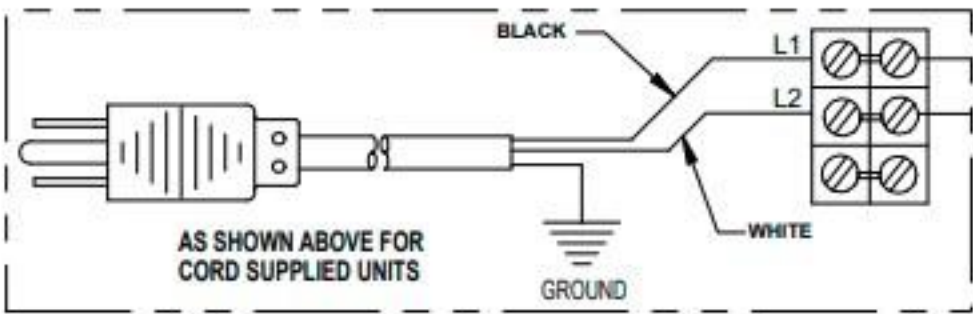 BLACK
L1
L2
WHITE
AS SHOWN ABOVE FOR
CORD SUPPLIED UNITS
GROUND